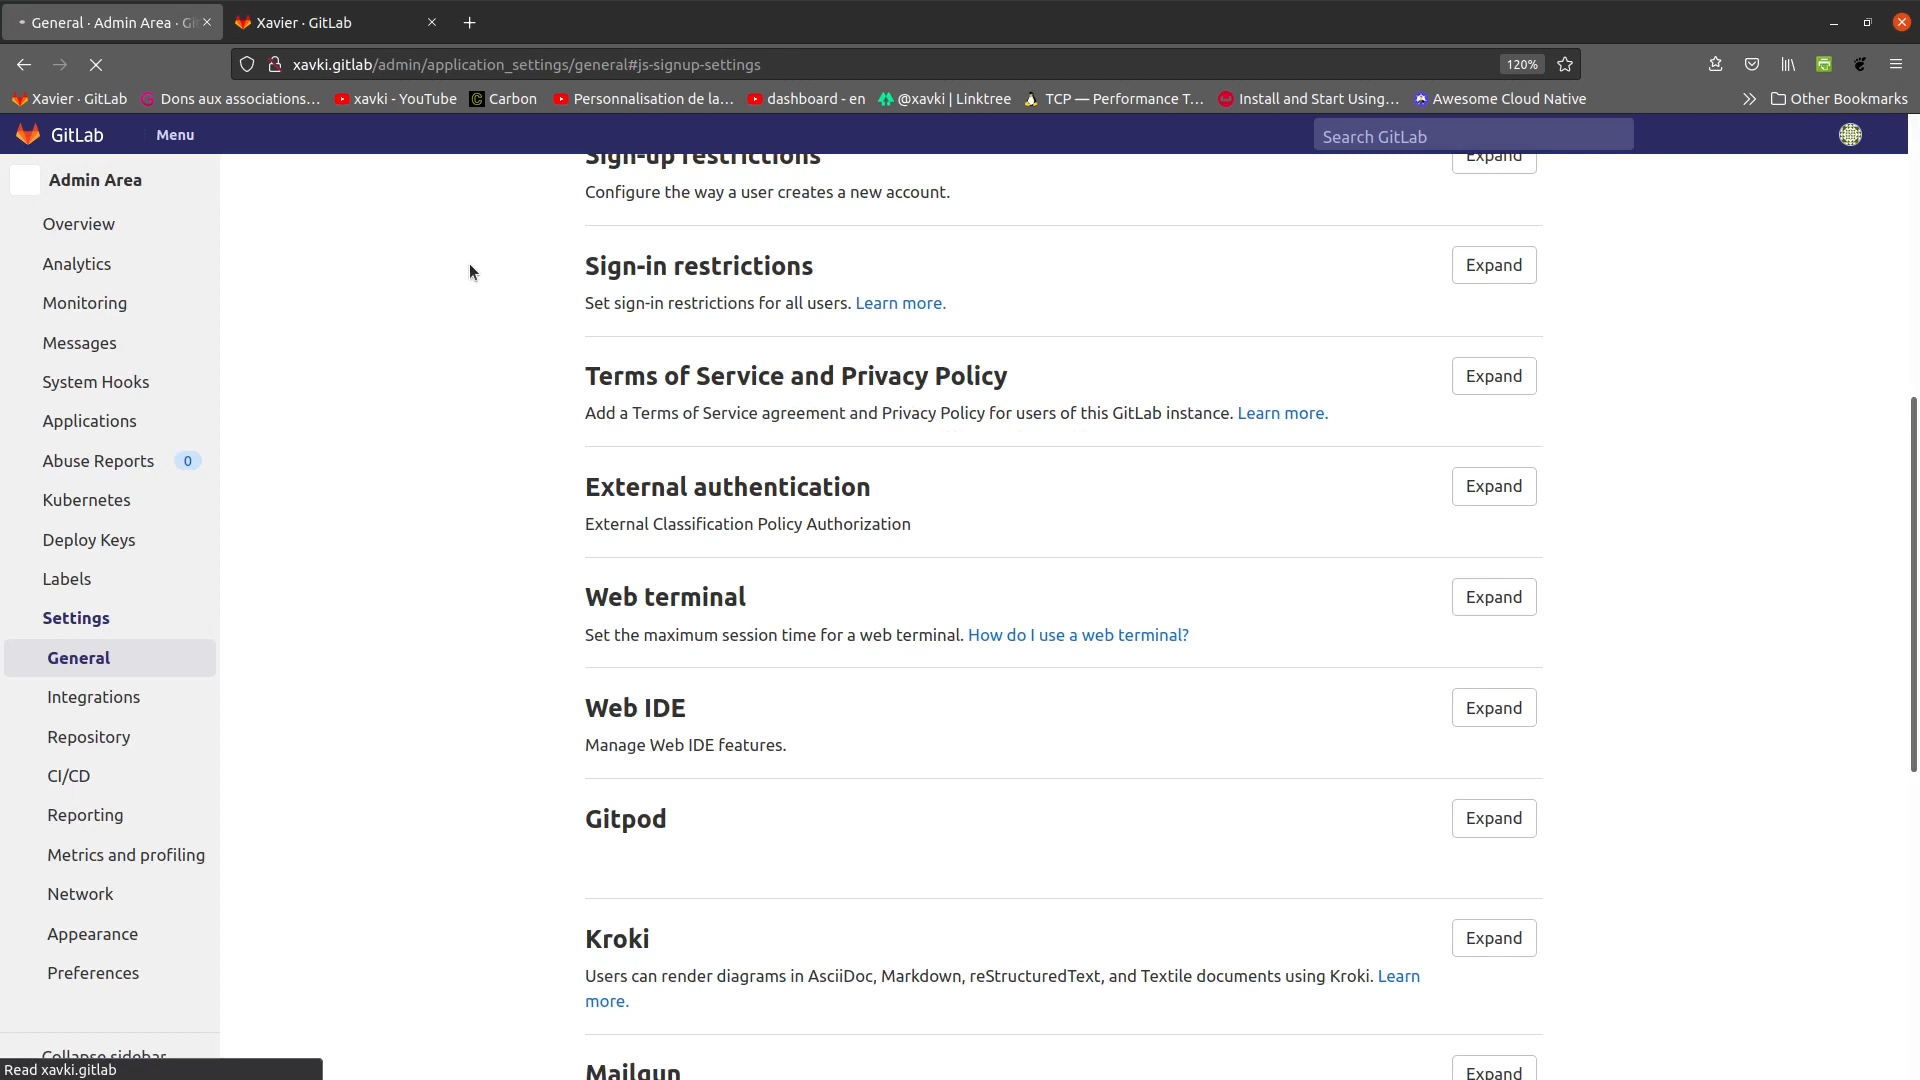 General · Admin Area · Gi
Xavier · GitLab
xavki.gitlab/admin/application_settings/general#js-signup-settings
120%
Xavier · GitLab
Dons aux associations…
xavki - YouTube
Carbon
Personnalisation de la…
dashboard - en
@xavki | Linktree
TCP — Performance T…
Install and Start Using…
Awesome Cloud Native
Other Bookmarks
GitLab
Menu
Search GitLab
Admin Area
Overview
Analytics
Monitoring
Messages
System Hooks
Applications
Abuse Reports 0
Kubernetes
Deploy Keys
Labels
Settings
General
Integrations
Repository
CI/CD
Reporting
Metrics and profiling
Network
Appearance
Preferences
Collapse sidebar
Read xavki.gitlab
Sign-up restrictions
Expand
Configure the way a user creates a new account.
Sign-in restrictions
Expand
Set sign-in restrictions for all users. Learn more.
Terms of Service and Privacy Policy
Expand
Add a Terms of Service agreement and Privacy Policy for users of this GitLab instance. Learn more.
External authentication
Expand
External Classification Policy Authorization
Web terminal
Expand
Set the maximum session time for a web terminal. How do I use a web terminal?
Web IDE
Expand
Manage Web IDE features.
Gitpod
Expand
Kroki
Expand
Users can render diagrams in AsciiDoc, Markdown, reStructuredText, and Textile documents using Kroki. Learn
more.
Mailgun
Expand